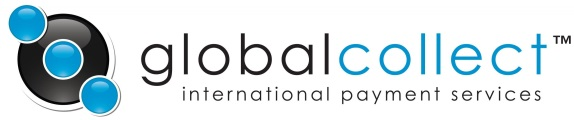 globalcollect™
international payment services